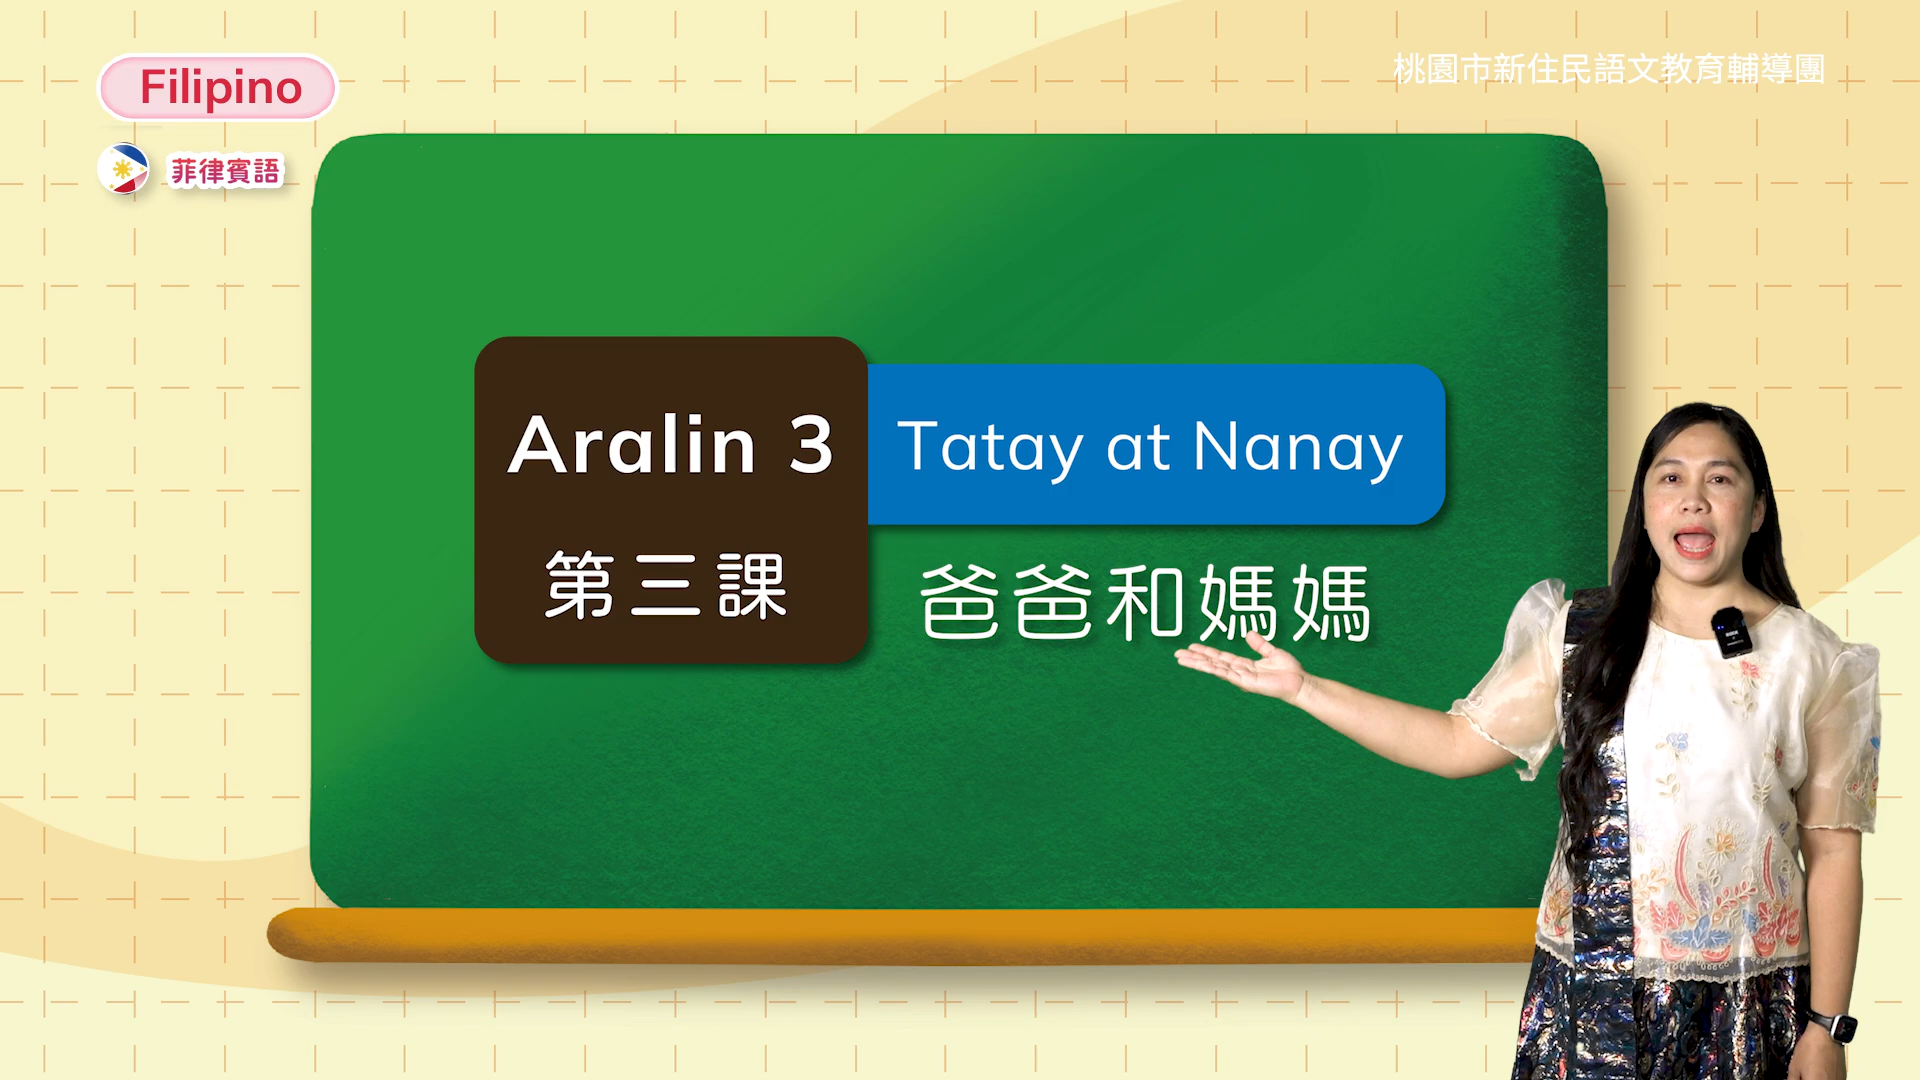 Filipino
菲律賓語
桃園市新住民語文教育輔導團
Aralin 3
Tatay at Nanay
第三課
爸爸和媽媽